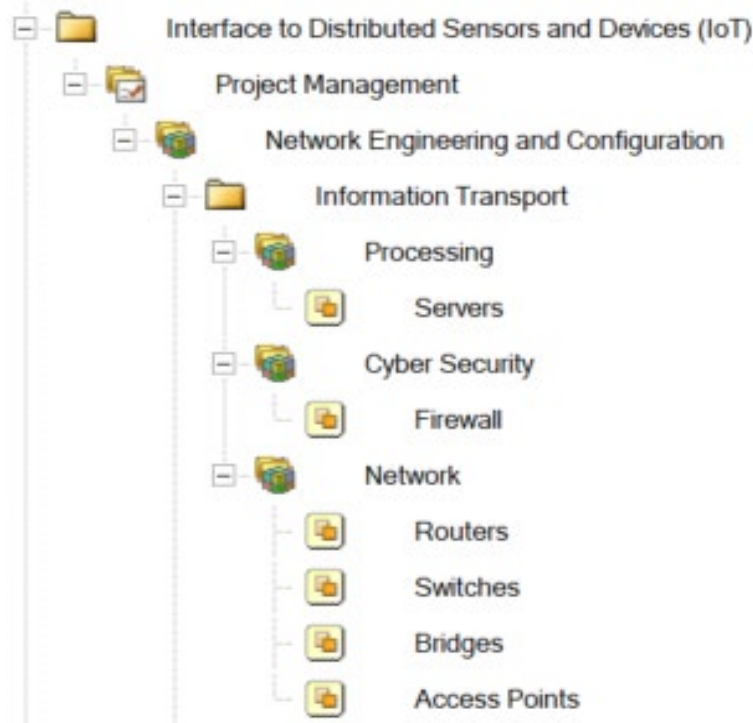 Interface to Distributed Sensors and Devices (IoT)
Project Management
Network Engineering and Configuration
Information Transport
Processing
Servers
Cyber Security
Firewall
Network
Routers
Switches
Bridges
Access Points